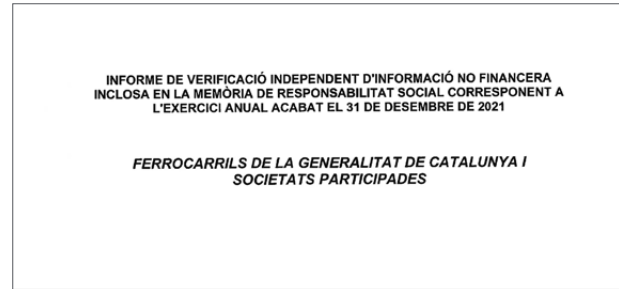 INFORME DE VERIFICACIÓ INDEPENDENT D'INFORMACIÓ NO FINANCERA
INCLOSA EN LA MEMÒRIA DE RESPONSABILITAT SOCIAL CORRESPONENT A
L'EXERCICI ANUAL ACABAT EL 31 DE DESEMBRE DE 2021
FERROCARRILS DE LA GENERALITAT DE CATALUNYA I
SOCIETATS PARTICIPADES